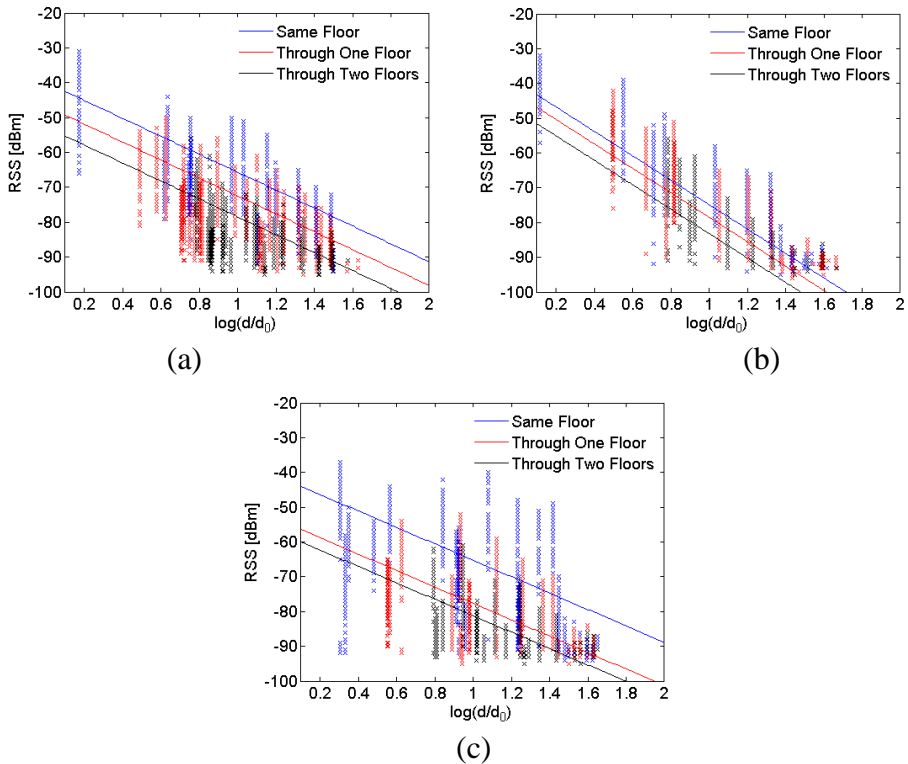 -20
-30
-40
-50
-60
-70
-80
-90
-100
RSS [dBm]
Same Floor
Through One Floor
Through Two Floors
0.2 0.4 0.6 0.8 1 1.2 1.4 1.6 1.8 2
log(d/d0)
(a)
-20
-30
-40
-50
-60
-70
-80
-90
-100
RSS [dBm]
Same Floor
Through One Floor
Through Two Floors
0.2 0.4 0.6 0.8 1 1.2 1.4 1.6 1.8 2
log(d/d0)
(b)
-20
-30
-40
-50
-60
-70
-80
-90
-100
RSS [dBm]
Same Floor
Through One Floor
Through Two Floors
0.2 0.4 0.6 0.8 1 1.2 1.4 1.6 1.8 2
log(d/d0)
(c)